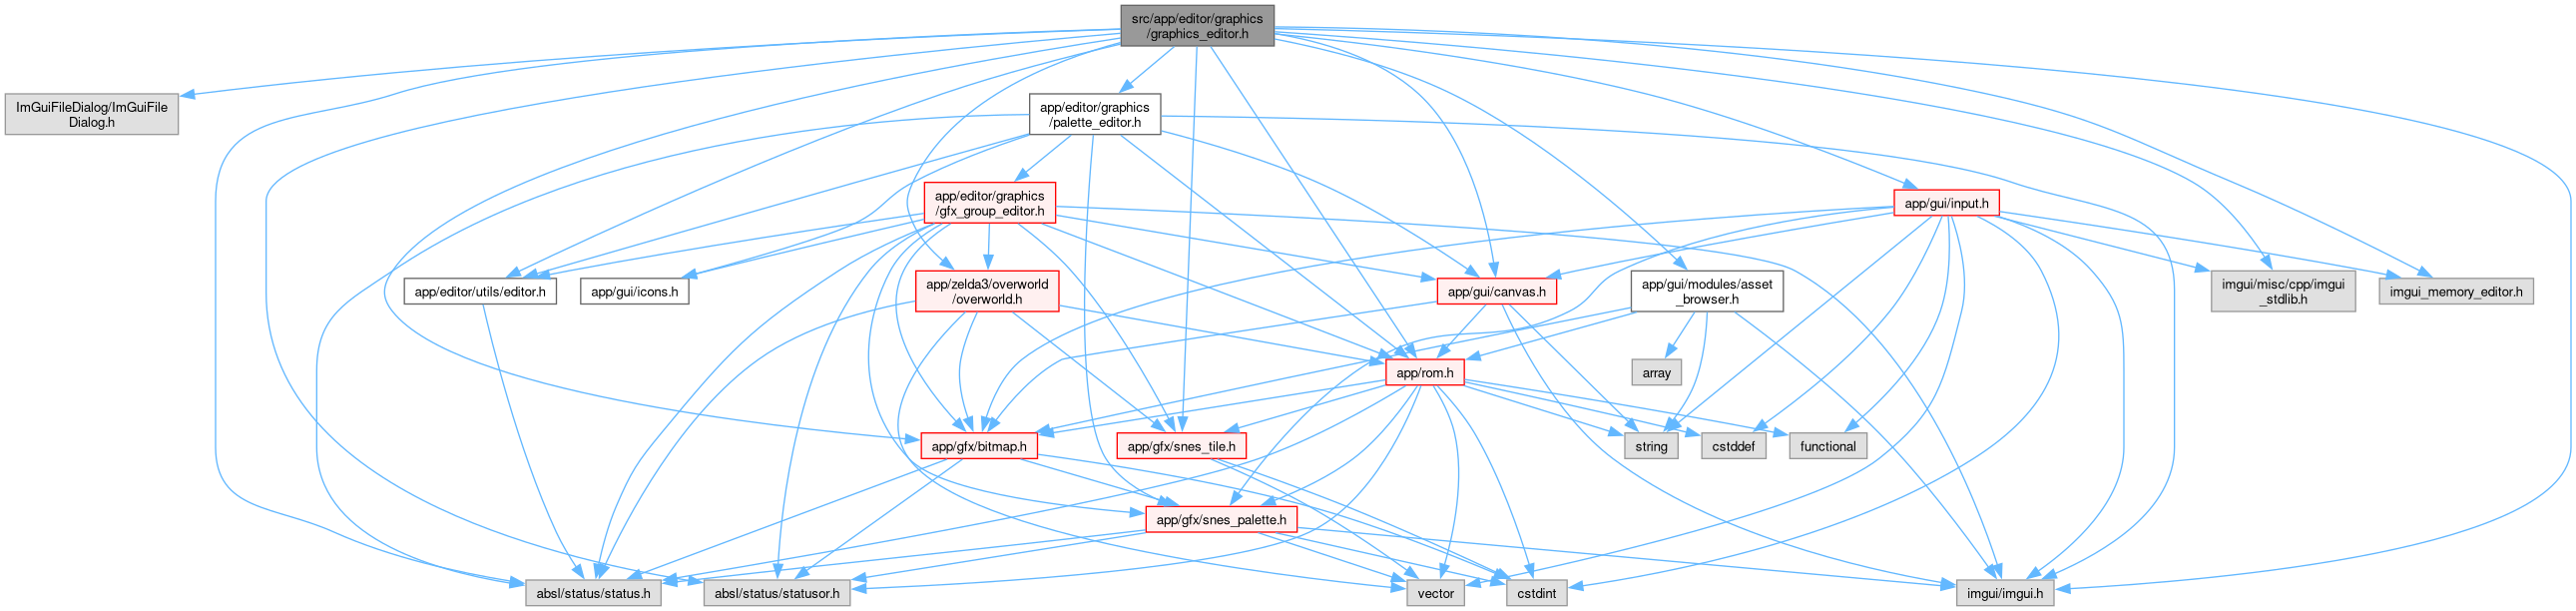 src/app/editor/graphics
/graphics_editor.h
ImGuiFileDialog/ImGuiFile
Dialog.h
app/editor/graphics
/palette_editor.h
app/editor/graphics
/gfx_group_editor.h
app/gui/input.h
app/editor/utils/editor.h
app/gui/icons.h
app/zelda3/overworld
/overworld.h
app/gui/canvas.h
app/gui/modules/asset
_browser.h
imgui/misc/cpp/imgui
_stdlib.h
imgui_memory_editor.h
app/rom.h
array
app/gfx/bitmap.h
app/gfx/snes_tile.h
string
cstddef
functional
app/gfx/snes_palette.h
absl/status/status.h
absl/status/statusor.h
vector
cstdint
imgui/imgui.h